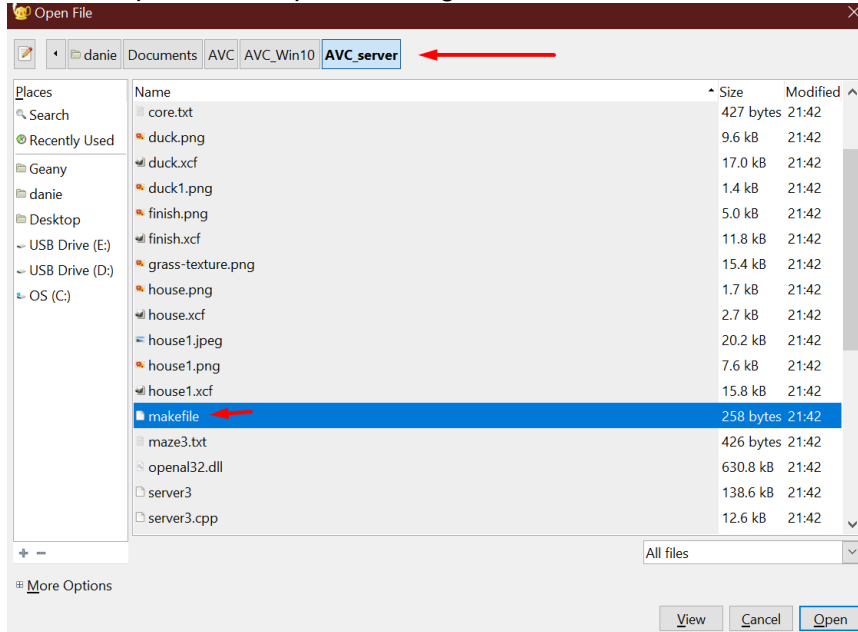 Open File
danie Documents AVC AVC_Win10 AVC_server
Places Name Size Modified
Search core.txt 427 bytes 21:42
Recently Used duck.png 9.6 kB 21:42
duck.xcf 17.0 kB 21:42
Geany duck1.png 1.4 kB 21:42
danie finish.png 5.0 kB 21:42
Desktop finish.xcf 11.8 kB 21:42
USB Drive (E:) grass-texture.png 15.4 kB 21:42
USB Drive (D:) house.png 1.7 kB 21:42
OS (C:) house.xcf 2.7 kB 21:42
house1.jpeg 20.2 kB 21:42
house1.png 7.6 kB 21:42
house1.xcf 15.8 kB 21:42
makefile 258 bytes 21:42
maze3.txt 426 bytes 21:42
openal32.dll 630.8 kB 21:42
server3 138.6 kB 21:42
server3.cpp 12.6 kB 21:42
All files
More Options
View Cancel Open